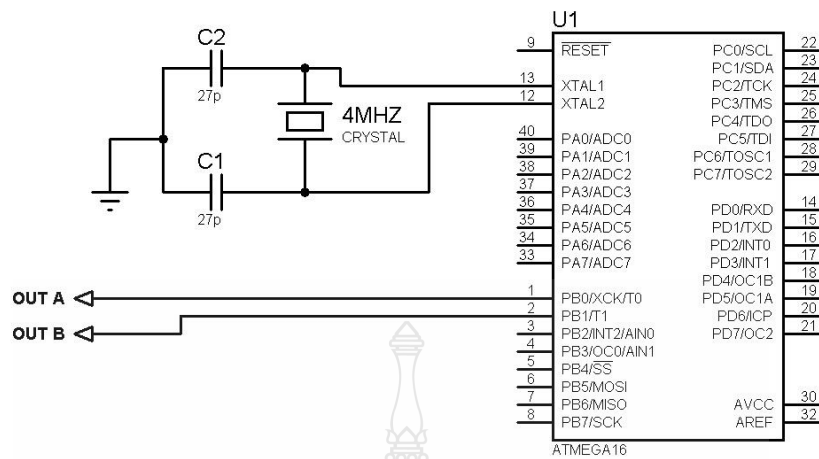 U1
C2
27p
4MHZ
CRYSTAL
C1
27p
OUT A
OUT B
9 RESET
13 XTAL1
12 XTAL2
40 PA0/ADC0
39 PA1/ADC1
38 PA2/ADC2
37 PA3/ADC3
36 PA4/ADC4
35 PA5/ADC5
34 PA6/ADC6
33 PA7/ADC7
1 PB0/XCK/T0
2 PB1/T1
3 PB2/INT2/AIN0
4 PB3/OC0/AIN1
5 PB4/SS
6 PB5/MOSI
7 PB6/MISO
8 PB7/SCK
PC0/SCL 22
PC1/SDA 23
PC2/TCK 24
PC3/TMS 25
PC4/TDO 26
PC5/TDI 27
PC6/TOSC1 28
PC7/TOSC2 29
PD0/RXD 14
PD1/TXD 15
PD2/INT0 16
PD3/INT1 17
PD4/OC1B 18
PD5/OC1A 19
PD6/ICP 20
PD7/OC2 21
AVCC 30
AREF 32
ATMEGA16